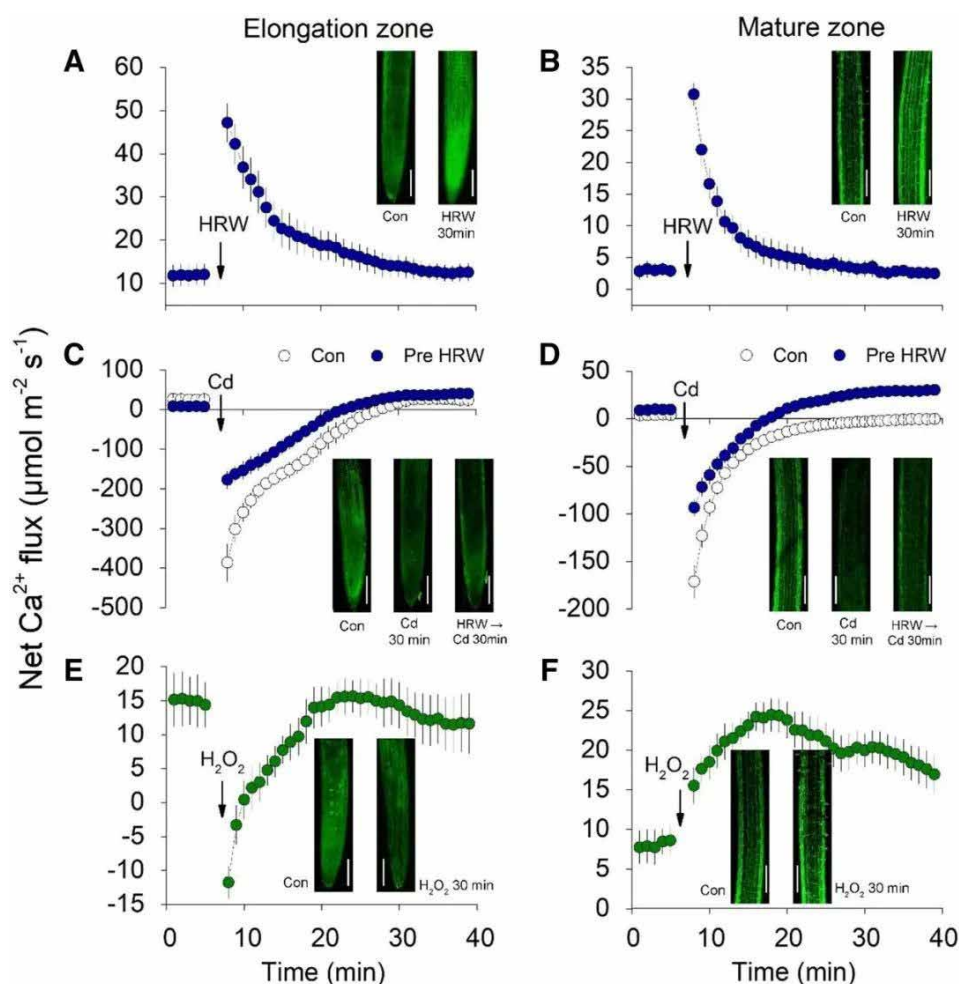 Elongation zone
Mature zone
A
60
50
40
30
20
10
HRW
Con
HRW
30min
B
35
30
25
20
15
10
5
0
HRW
Con
HRW
30min
Net Ca²⁺ flux (µmol m⁻² s⁻¹)
C
100
0
-100
-200
-300
-400
-500
Con
Pre HRW
Cd
Con
Cd
30 min
HRW→
Cd 30min
D
50
0
-50
-100
-150
-200
Con
Pre HRW
Cd
Con
Cd
30 min
HRW→
Cd 30min
E
20
15
10
5
0
-5
-10
-15
H₂O₂
Con
H₂O₂ 30 min
0
10
20
30
40
Time (min)
F
30
25
20
15
10
5
0
H₂O₂
Con
H₂O₂ 30 min
0
10
20
30
40
Time (min)